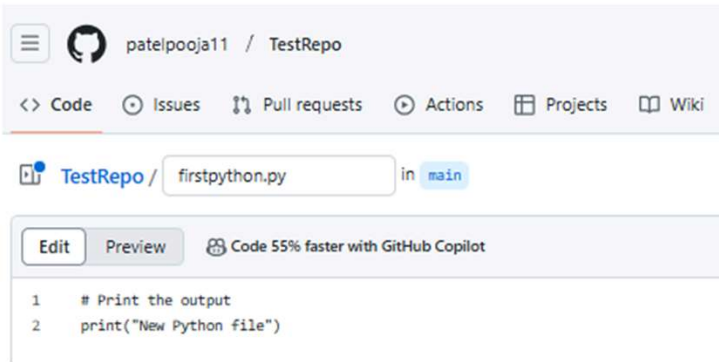 patelpooja11 / TestRepo
<> Code Issues Pull requests Actions Projects Wiki
TestRepo / firstpython.py in main
Edit Preview Code 55% faster with GitHub Copilot
1 # Print the output
2 print("New Python file")